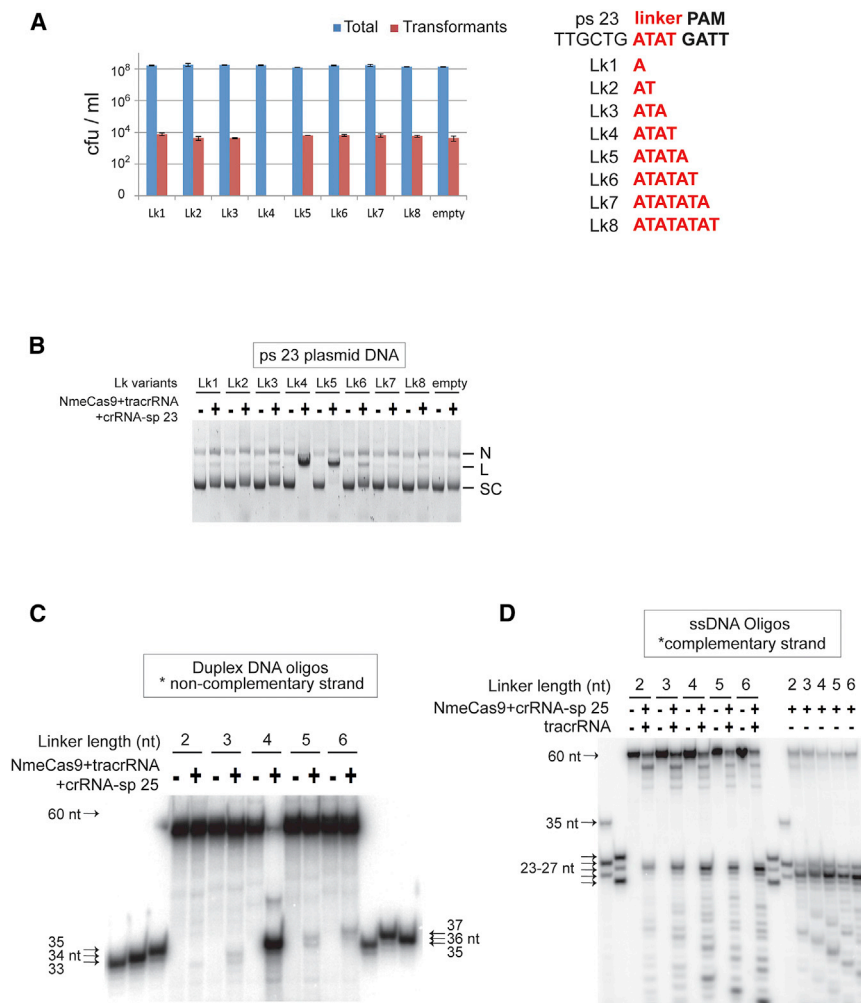 A
Total Transformants
cfu / ml
10^8
10^6
10^4
10^2
0
Lk1 Lk2 Lk3 Lk4 Lk5 Lk6 Lk7 Lk8 empty
ps 23 linker PAM
TTGCTG ATAT GATT
Lk1 A
Lk2 AT
Lk3 ATA
Lk4 ATAT
Lk5 ATATA
Lk6 ATATAT
Lk7 ATATATA
Lk8 ATATATAT
B
ps 23 plasmid DNA
Lk variants Lk1 Lk2 Lk3 Lk4 Lk5 Lk6 Lk7 Lk8 empty
NmeCas9+tracrRNA
+crRNA-sp 23
- + - + - + - + - + - + - + - + - +
N
L
SC
C
Duplex DNA oligos
* non-complementary strand
Linker length (nt) 2 3 4 5 6
NmeCas9+tracrRNA
+crRNA-sp 25
- + - + - + - + - +
60 nt→
35
34 nt
33
37
36 nt
35
D
ssDNA Oligos
*complementary strand
Linker length (nt) 2 3 4 5 6 2 3 4 5 6
NmeCas9+crRNA-sp 25 - + - + - + - + - + + + + + +
tracrRNA - + - + - + - + - + - - - - -
60 nt→
35 nt→
23-27 nt